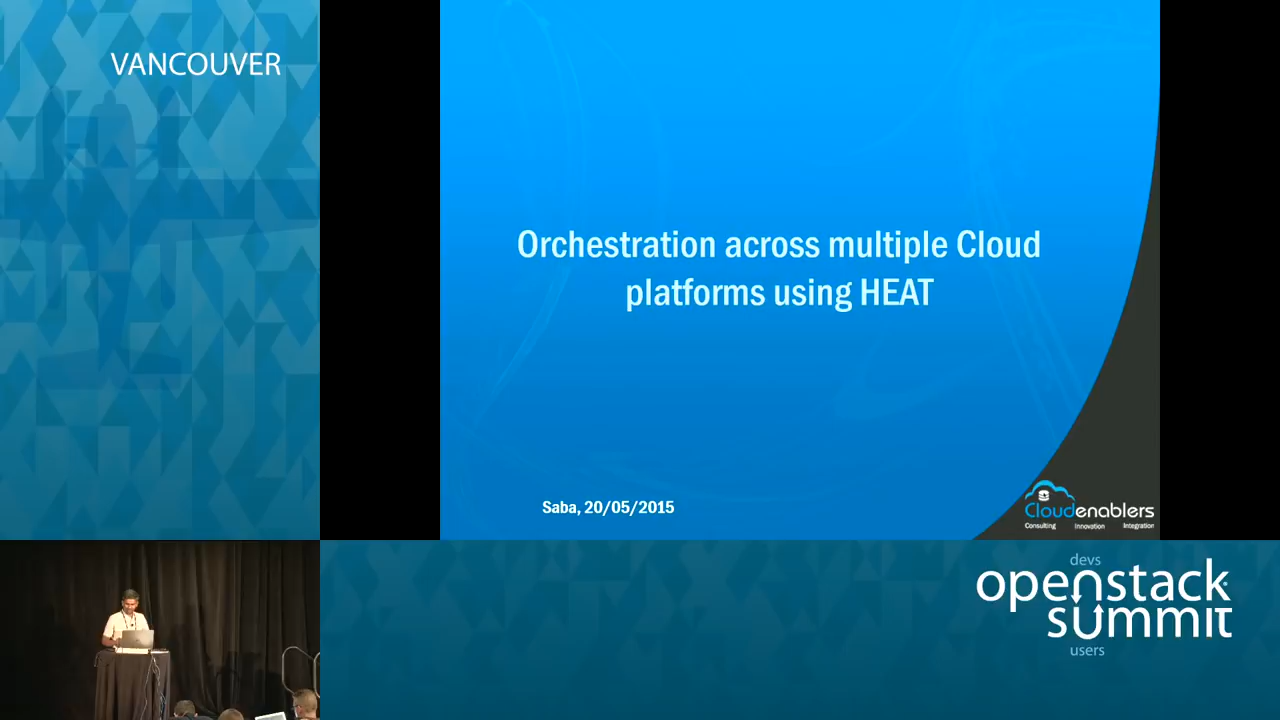 VANCOUVER
Orchestration across multiple Cloud
platforms using HEAT
Saba, 20/05/2015
Cloudenablers
Consulting Innovation Integration
devs
openstack
summit
users